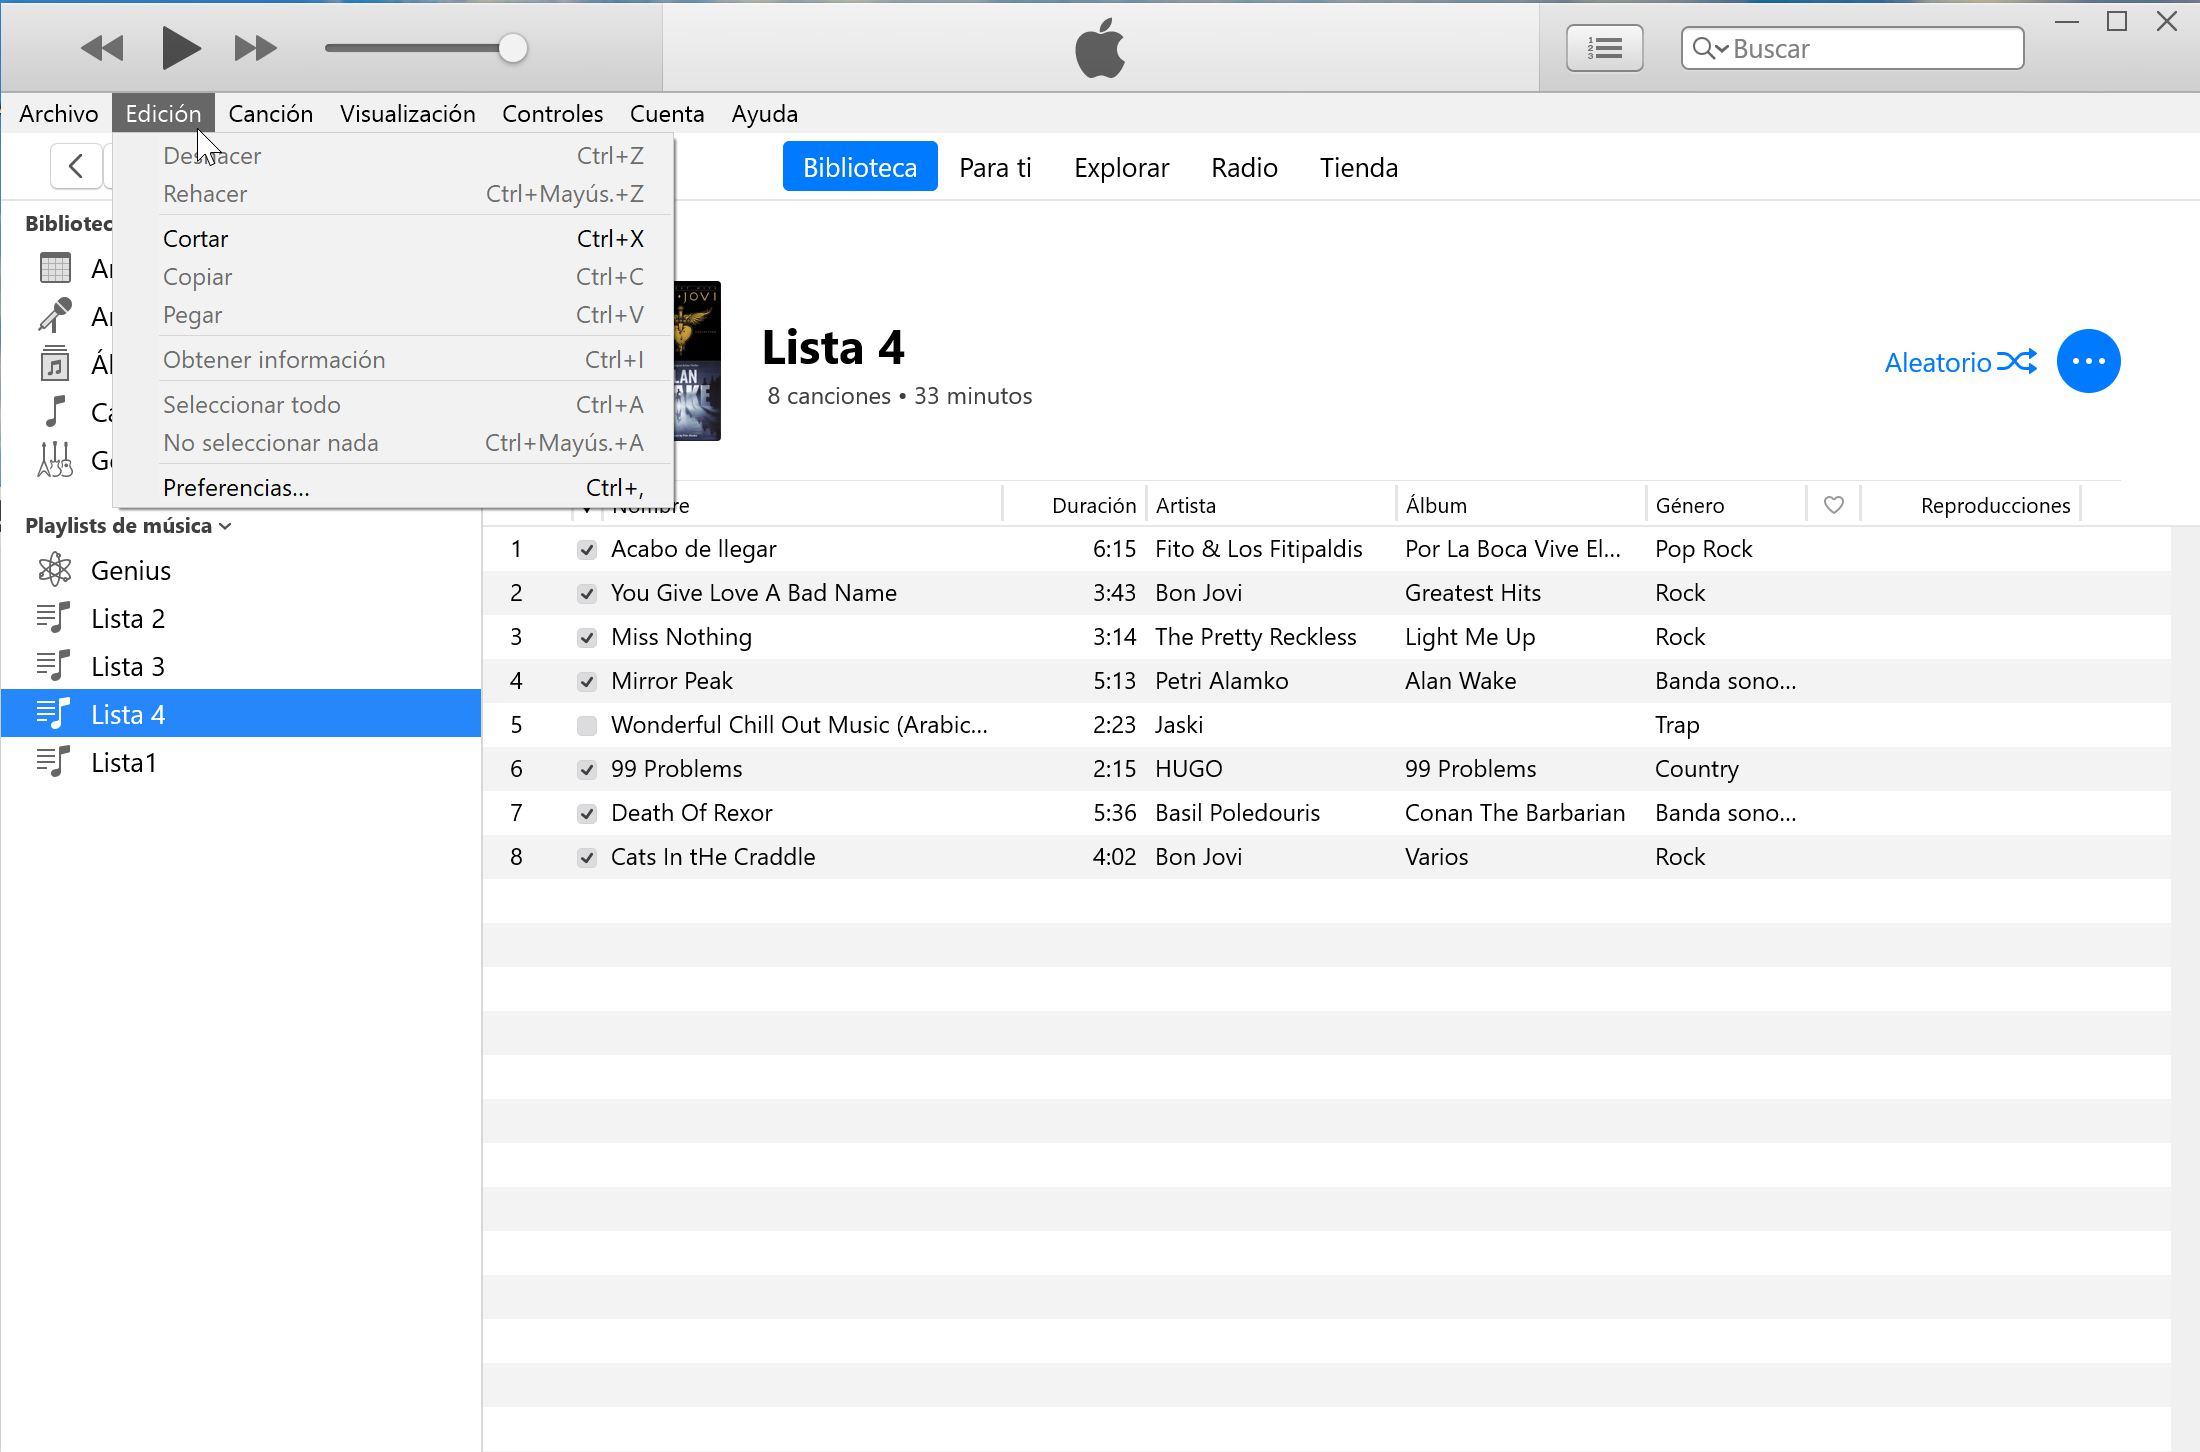 Buscar
Archivo Edición Canción Visualización Controles Cuenta Ayuda
Deshacer Ctrl+Z
Rehacer Ctrl+Mayús.+Z
Cortar Ctrl+X
Copiar Ctrl+C
Pegar Ctrl+V
Obtener información Ctrl+I
Seleccionar todo Ctrl+A
No seleccionar nada Ctrl+Mayús.+A
Preferencias... Ctrl+,
Biblioteca Para ti Explorar Radio Tienda
Playlists de música
Genius
Lista 2
Lista 3
Lista 4
Lista1
JOVI
Lista 4
8 canciones • 33 minutos
Aleatorio
Nombre Duración Artista Álbum Género Reproducciones
1 Acabo de llegar 6:15 Fito & Los Fitipaldis Por La Boca Vive El... Pop Rock
2 You Give Love A Bad Name 3:43 Bon Jovi Greatest Hits Rock
3 Miss Nothing 3:14 The Pretty Reckless Light Me Up Rock
4 Mirror Peak 5:13 Petri Alamko Alan Wake Banda sono...
5 Wonderful Chill Out Music (Arabic... 2:23 Jaski Trap
6 99 Problems 2:15 HUGO 99 Problems Country
7 Death Of Rexor 5:36 Basil Poledouris Conan The Barbarian Banda sono...
8 Cats In tHe Craddle 4:02 Bon Jovi Varios Rock